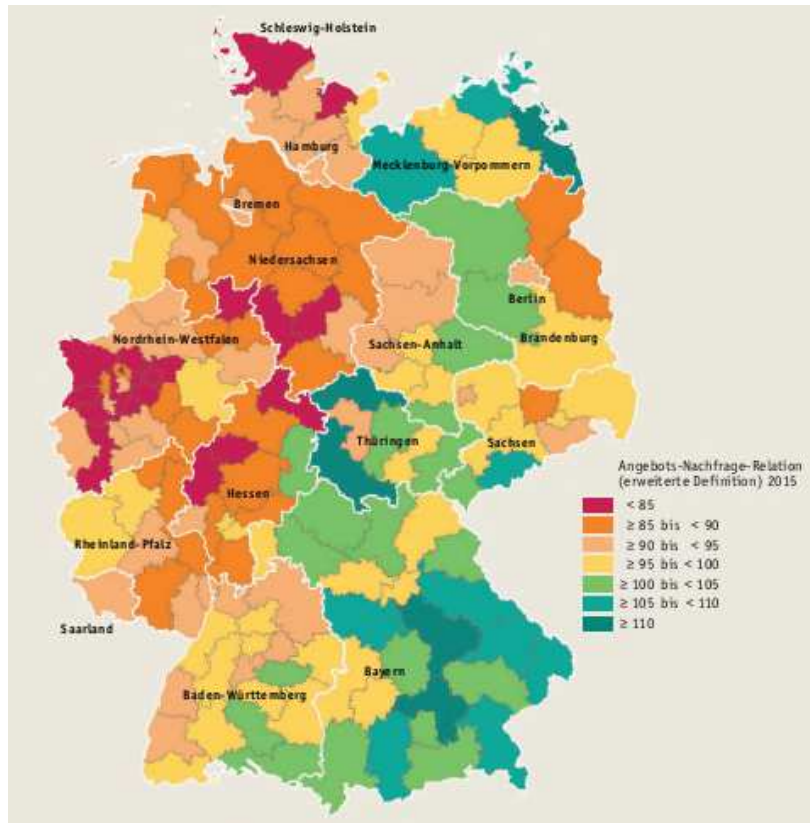 Schleswig-Holstein
Hamburg
Mecklenburg-Vorpommern
Bremen
Niedersachsen
Berlin
Nordrhein-Westfalen
Brandenburg
Sachsen-Anhalt
Thüringen
Sachsen
Hessen
Rheinland-Pfalz
Saarland
Bayern
Baden-Württemberg
Angebots-Nachfrage-Relation
(erweiterte Definition) 2015
< 85
≥ 85 bis < 90
≥ 90 bis < 95
≥ 95 bis < 100
≥ 100 bis < 105
≥ 105 bis < 110
≥ 110